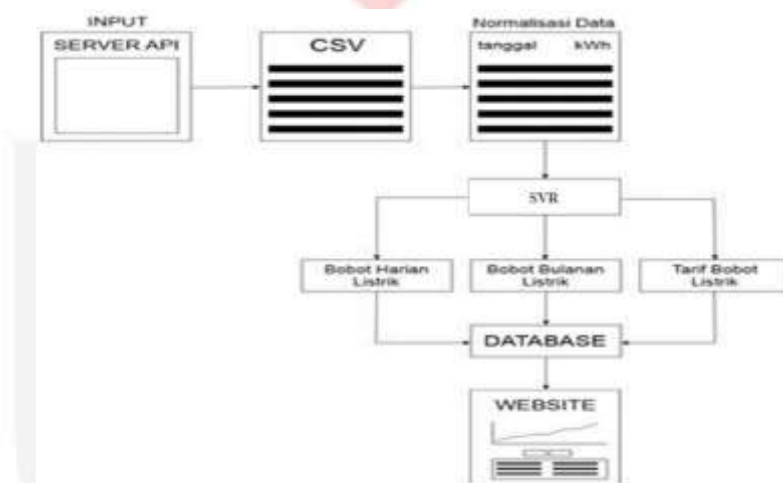 INPUT
SERVER API
CSV
Normalisasi Data
tanggal kWh
SVR
Bobot Harian
Listrik
Bobot Bulanan
Listrik
Tarif Bobot
Listrik
DATABASE
WEBSITE